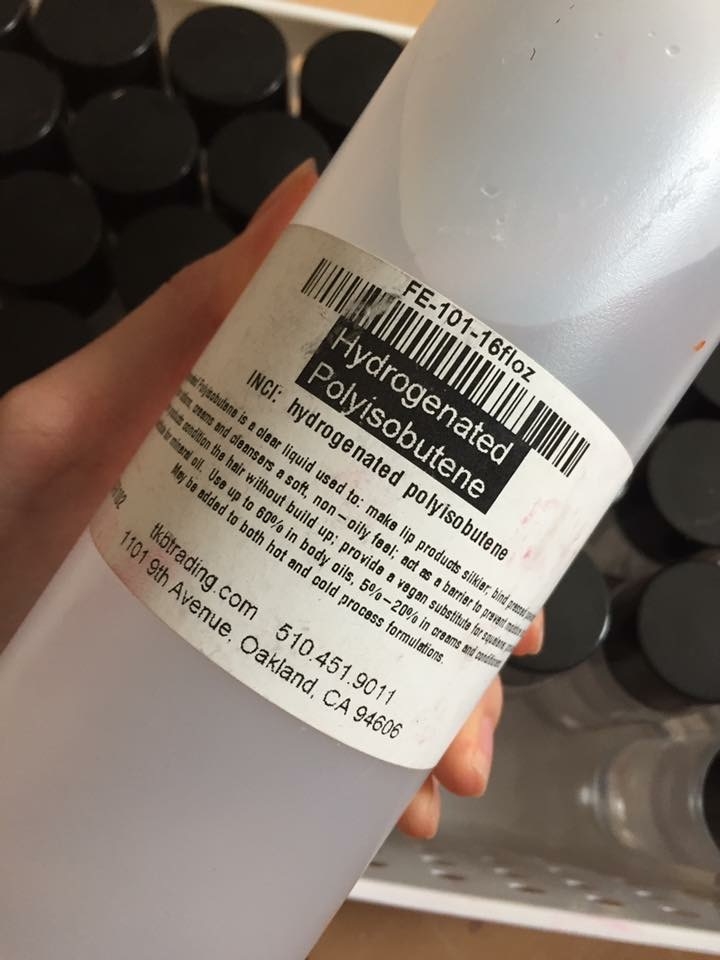 FE-101-16floz
Hydrogenated
Polyisobutene
INCI: hydrogenated polyisobutene
Polyisobutene is a clear liquid used to: make lip products silkier; bind pressed
creams and cleansers a soft, non-oily feel; act as a barrier to prevent moisture
condition the hair without build up; provide a vegan substitute for squalene,
for mineral oil. Use up to 60% in body oils, 5%-20% in creams and
May be added to both hot and cold process formulations.
tkbtrading.com 510.451.9011
1101 9th Avenue, Oakland, CA 94606